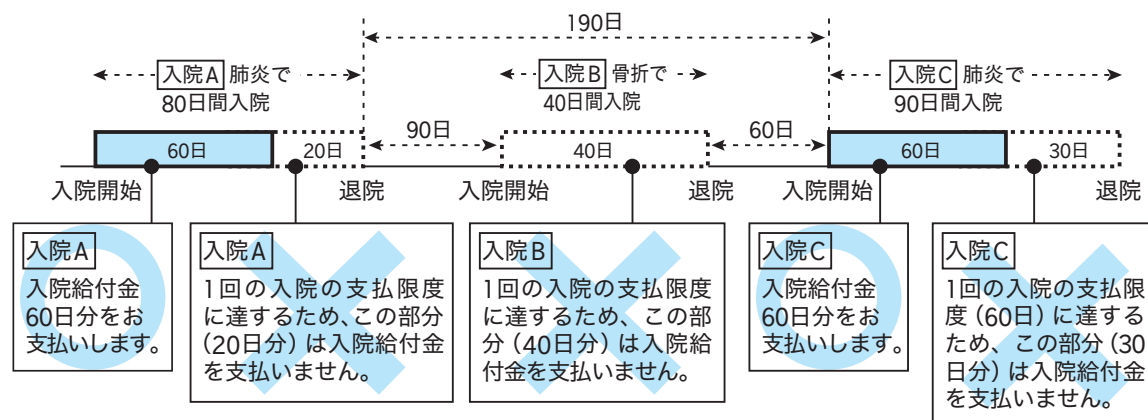 190日
入院A 肺炎で
80日間入院
入院B 骨折で
40日間入院
入院C 肺炎で
90日間入院
60日
20日
90日
40日
60日
60日
30日
入院開始
退院
入院開始
退院
入院開始
退院
入院A
入院給付金
60日分をお
支払いします。
入院A
1回の入院の支払限度
に達するため、この部分
(20日分)は入院給付金
を支払いません。
入院B
1回の入院の支払限度
に達するため、この部
分(40日分)は入院給
付金を支払いません。
入院C
入院給付金
60日分をお
支払いします。
入院C
1回の入院の支払限
度(60日)に達する
ため、この部分(30
日分)は入院給付金
を支払いません。